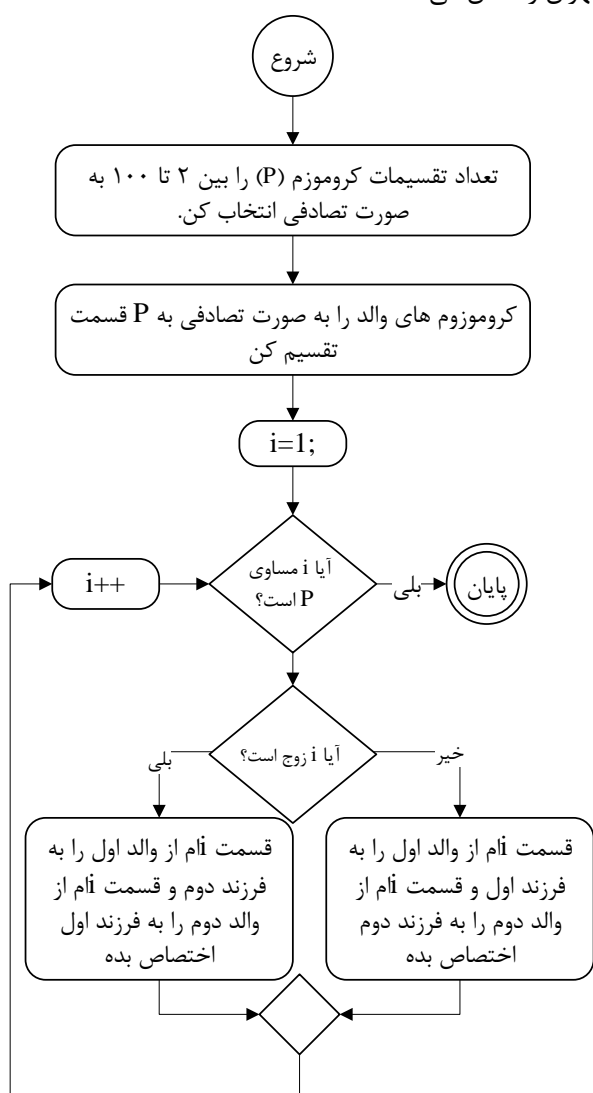 شروع
تعداد تقسیمات کروموزم (P) را بین ۲ تا ۱۰۰ به
صورت تصادفی انتخاب کن.
کروموزوم های والد را به صورت تصادفی به P قسمت
تقسیم کن
i=1;
آیا i مساوی
P است؟
بلی
پایان
i++
آیا i زوج است؟
بلی
خیر
قسمت iام از والد اول را به
فرزند دوم و قسمت iام از
والد دوم را به فرزند اول
اختصاص بده
قسمت iام از والد اول را به
فرزند اول و قسمت iام از
والد دوم را به فرزند دوم
اختصاص بده